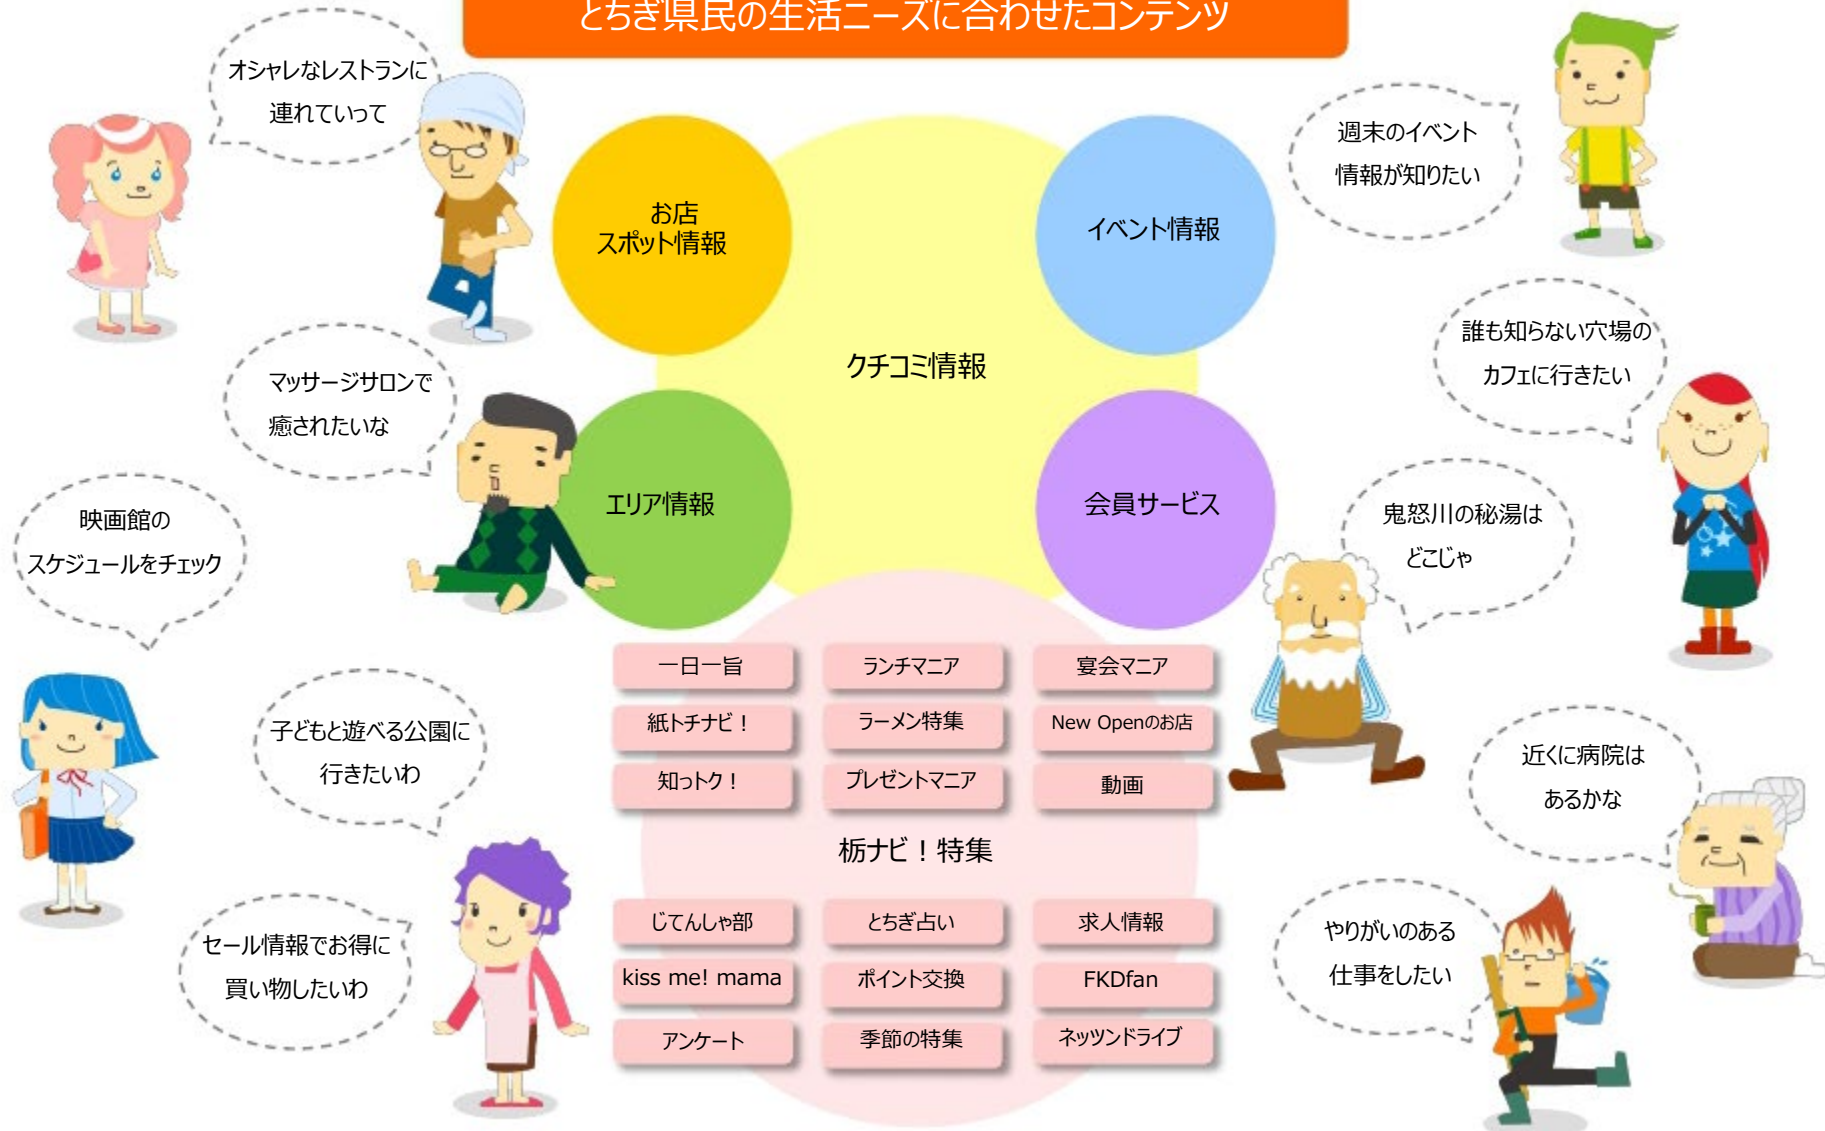 とちぎ県民の生活ニーズに合わせたコンテンツ
オシャレなレストランに
連れていって
週末のイベント
情報が知りたい
お店
スポット情報
イベント情報
クチコミ情報
誰も知らない穴場の
カフェに行きたい
マッサージサロンで
癒されたいな
エリア情報
会員サービス
鬼怒川の秘湯は
どこじゃ
映画館の
スケジュールをチェック
一日一旨
ランチマニア
宴会マニア
紙トチナビ!
ラーメン特集
New Openのお店
知っトク!
プレゼントマニア
動画
子どもと遊べる公園に
行きたいわ
近くに病院は
あるかな
栃ナビ!特集
じてんしゃ部
とちぎ占い
求人情報
kiss me! mama
ポイント交換
FKDfan
アンケート
季節の特集
ネッツンドライブ
セール情報でお得に
買い物したいわ
やりがいのある
仕事をしたい